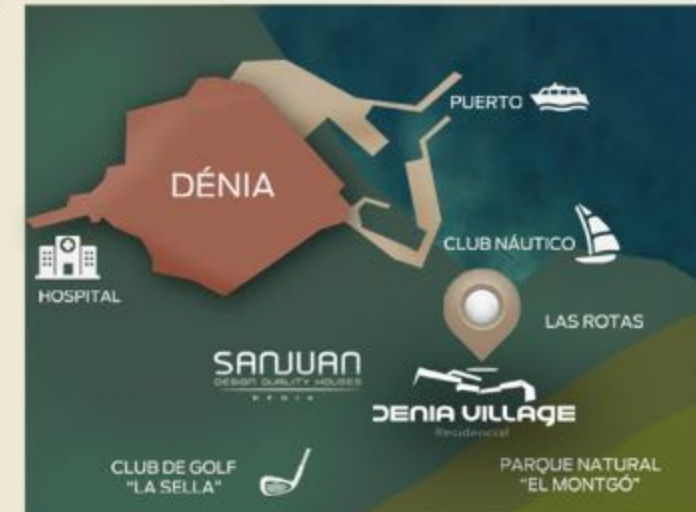 PUERTO
DÉNIA
CLUB NÁUTICO
HOSPITAL
LAS ROTAS
SANJUAN
DESIGN QUALITY HOUSES
DENIA
DENIA VILLAGE
Residencial
CLUB DE GOLF
"LA SELLA"
PARQUE NATURAL
"EL MONTGÓ"